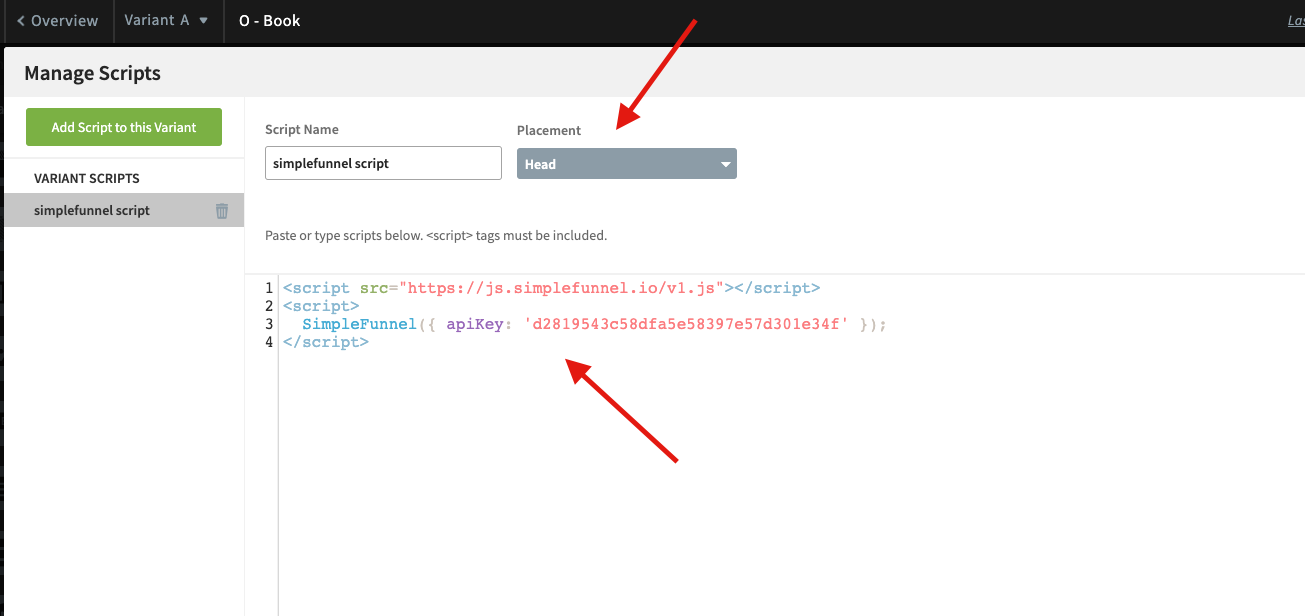 Overview
Variant A
O - Book
Manage Scripts
Add Script to this Variant
VARIANT SCRIPTS
simplefunnel script
Script Name
simplefunnel script
Placement
Head
Paste or type scripts below. <script> tags must be included.
1 <script src="https://js.simplefunnel.io/v1.js"></script>
2 <script>
3 SimpleFunnel({ apiKey: 'd2819543c58dfa5e58397e57d301e34f' });
4 </script>